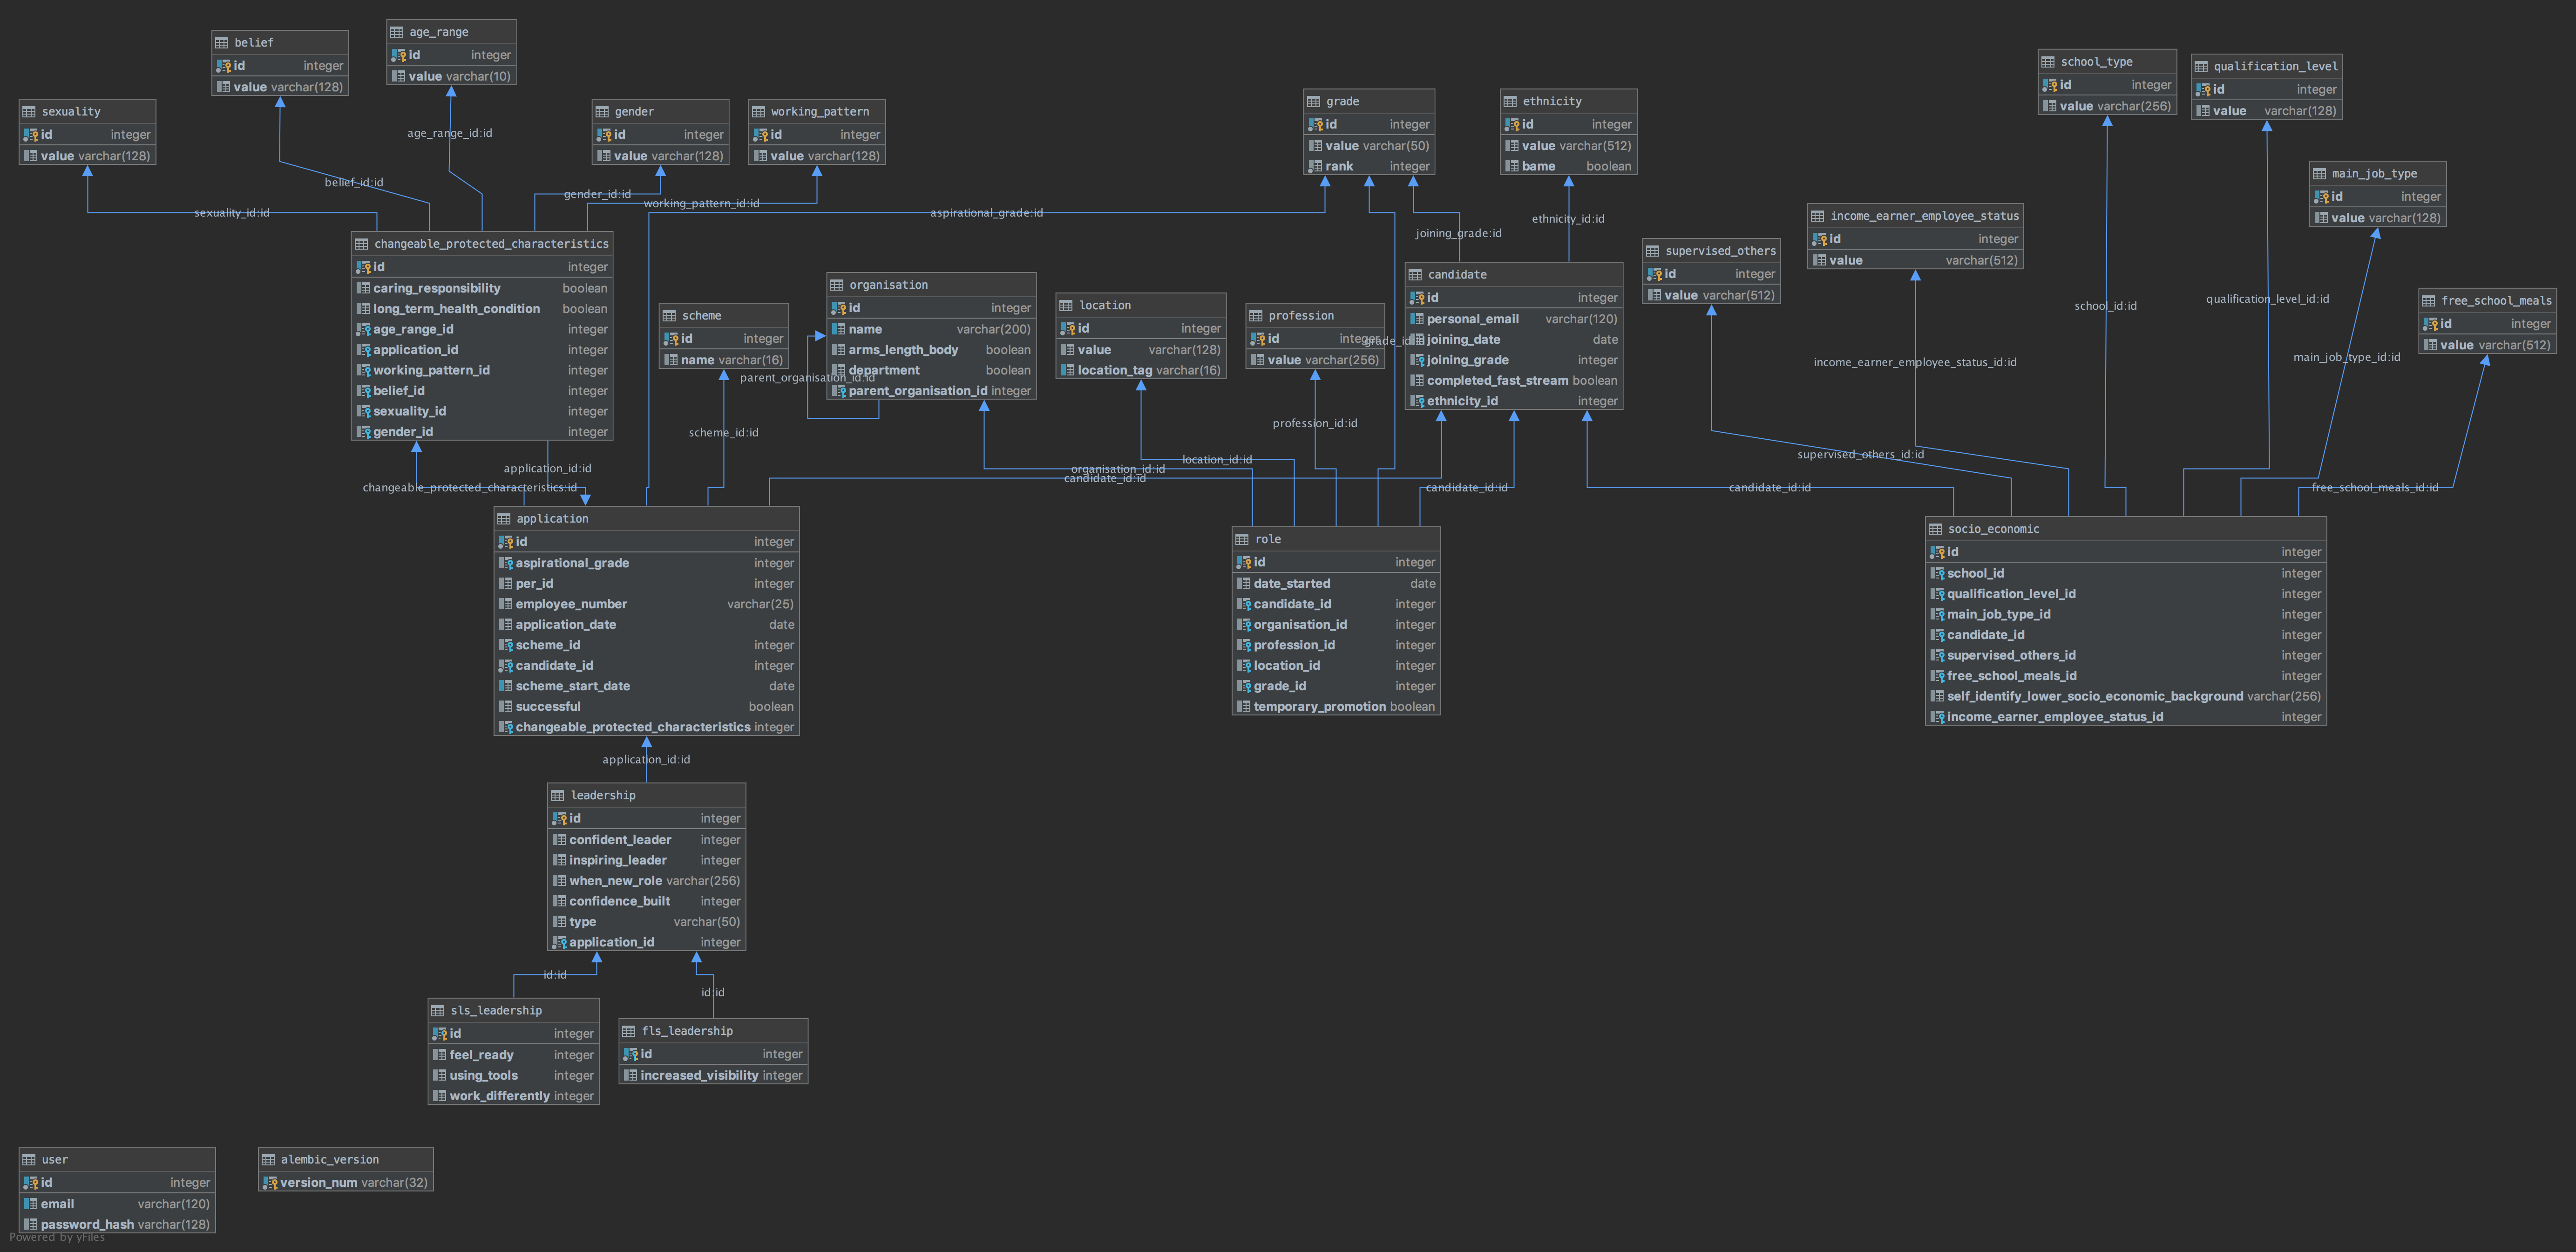 belief
id integer
value varchar(128)
age_range
id integer
value varchar(10)
sexuality
id integer
value varchar(128)
gender
id integer
value varchar(128)
working_pattern
id integer
value varchar(128)
grade
id integer
value varchar(50)
rank integer
ethnicity
id integer
value varchar(512)
bame boolean
school_type
id integer
value varchar(256)
qualification_level
id integer
value varchar(128)
main_job_type
id integer
value varchar(128)
income_earner_employee_status
id integer
value varchar(512)
supervised_others
id integer
value varchar(512)
free_school_meals
id integer
value varchar(512)
age_range_id:id
belief_id:id
gender_id:id
working_pattern_id:id
sexuality_id:id
aspirational_grade:id
joining_grade:id
ethnicity_id:id
changeable_protected_characteristics
id integer
caring_responsibility boolean
long_term_health_condition boolean
age_range_id integer
application_id integer
working_pattern_id integer
belief_id integer
sexuality_id integer
gender_id integer
scheme
id integer
name varchar(16)
organisation
id integer
name varchar(200)
arms_length_body boolean
department boolean
parent_organisation_id integer
parent_organisation_id:id
location
id integer
value varchar(128)
location_tag varchar(16)
profession
id integer
value varchar(256)
grade_id:id
candidate
id integer
personal_email varchar(120)
joining_date date
joining_grade integer
completed_fast_stream boolean
ethnicity_id integer
school_id:id
qualification_level_id:id
main_job_type_id:id
income_earner_employee_status_id:id
supervised_others_id:id
free_school_meals_id:id
scheme_id:id
profession_id:id
location_id:id
organisation_id:id
candidate_id:id
candidate_id:id
candidate_id:id
application_id:id
changeable_protected_characteristics:id
application
id integer
aspirational_grade integer
per_id integer
employee_number varchar(25)
application_date date
scheme_id integer
candidate_id integer
scheme_start_date date
successful boolean
changeable_protected_characteristics integer
role
id integer
date_started date
candidate_id integer
organisation_id integer
profession_id integer
location_id integer
grade_id integer
temporary_promotion boolean
socio_economic
id integer
school_id integer
qualification_level_id integer
main_job_type_id integer
candidate_id integer
supervised_others_id integer
free_school_meals_id integer
self_identify_lower_socio_economic_background varchar(256)
income_earner_employee_status_id integer
application_id:id
leadership
id integer
confident_leader integer
inspiring_leader integer
when_new_role varchar(256)
confidence_built integer
type varchar(50)
application_id integer
id:id
id:id
sls_leadership
id integer
feel_ready integer
using_tools integer
work_differently integer
fls_leadership
id integer
increased_visibility integer
user
id integer
email varchar(120)
password_hash varchar(128)
alembic_version
version_num varchar(32)
Powered by yFiles